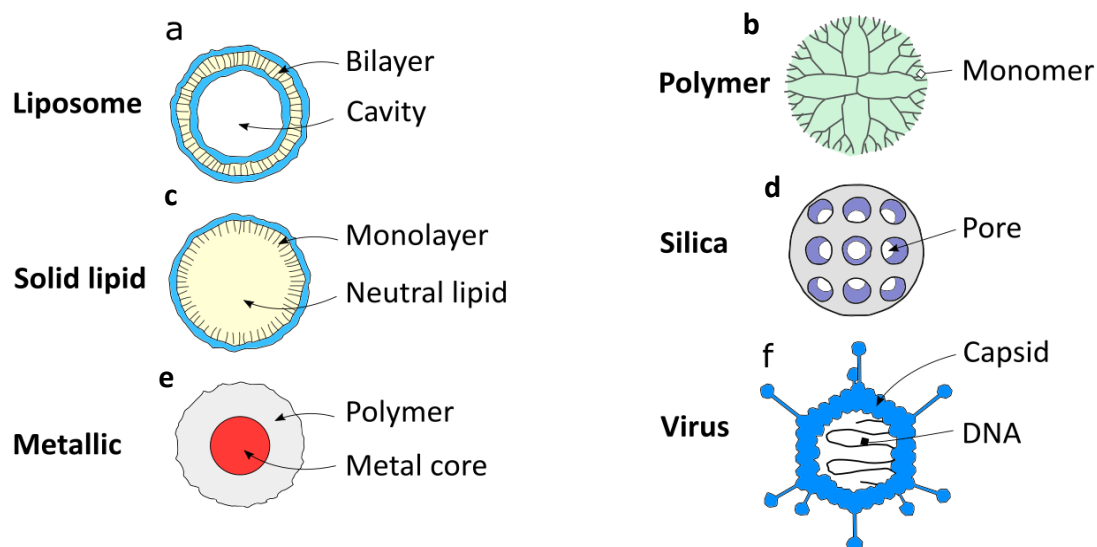 a
Liposome
Bilayer
Cavity
b
Polymer
Monomer
c
Solid lipid
Monolayer
Neutral lipid
d
Silica
Pore
e
Metallic
Polymer
Metal core
f
Virus
Capsid
DNA